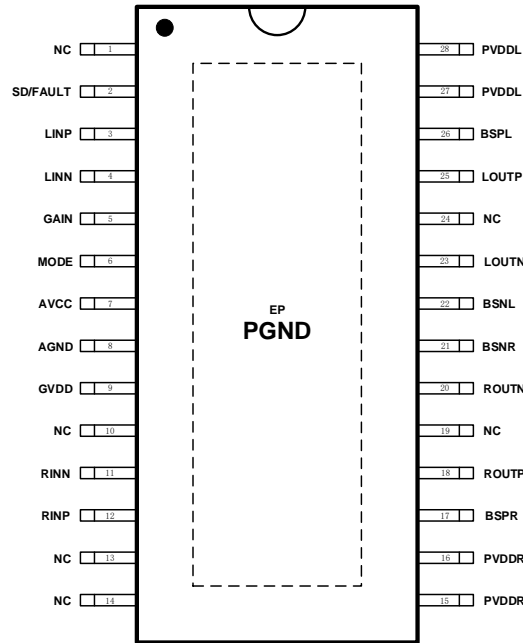 NC 1 28 PVDDL
SD/FAULT 2 27 PVDDL
LINP 3 26 BSPL
LINN 4 25 LOUTP
GAIN 5 24 NC
MODE 6 23 LOUTN
AVCC 7 22 BSNL
EP
PGND
AGND 8 21 BSNR
GVDD 9 20 ROUTN
NC 10 19 NC
RINN 11 18 ROUTP
RINP 12 17 BSPR
NC 13 16 PVDDR
NC 14 15 PVDDR